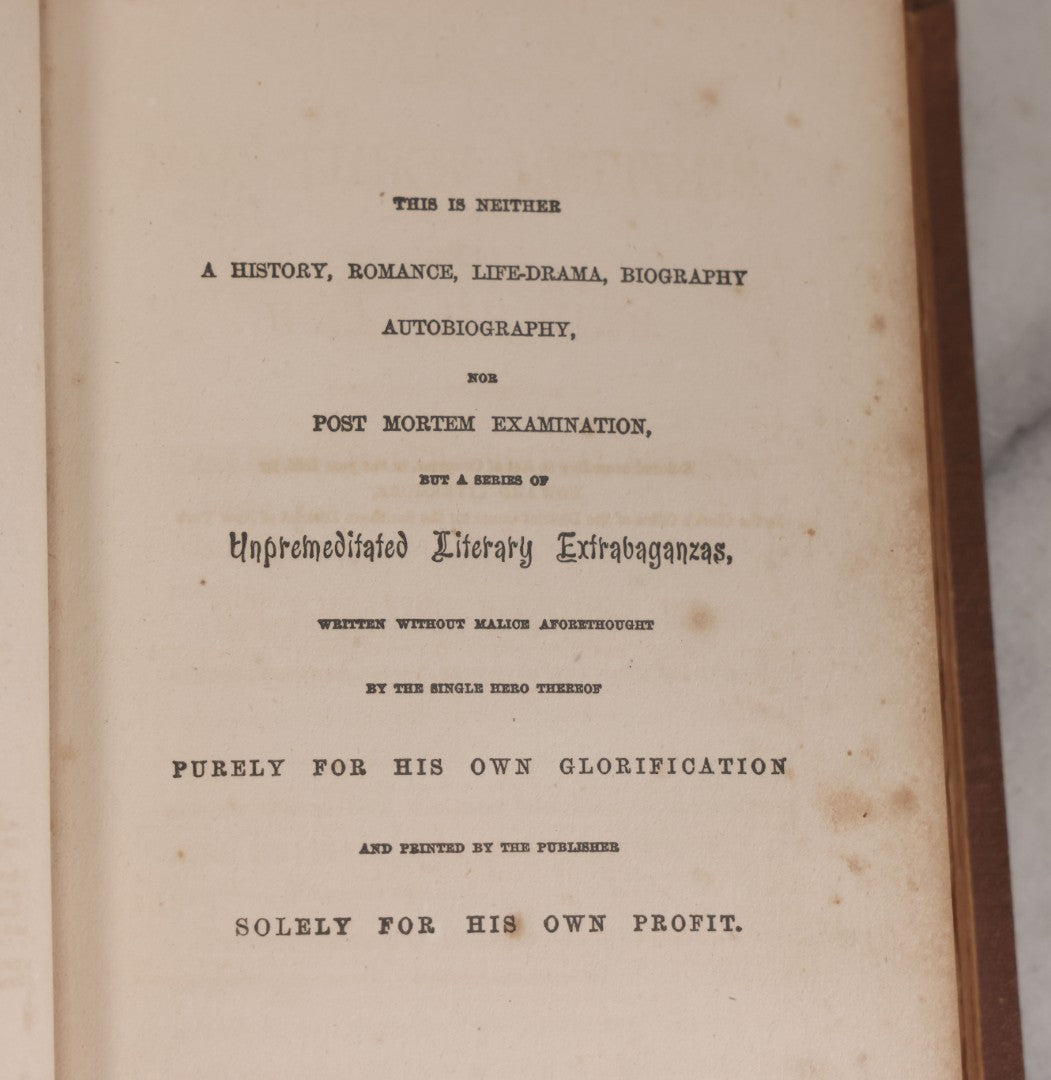 THIS IS NEITHER
A HISTORY, ROMANCE, LIFE-DRAMA, BIOGRAPHY
AUTOBIOGRAPHY,
NOR
POST MORTEM EXAMINATION,
BUT A SERIES OF
Unpremeditated Literary Extravaganzas,
WRITTEN WITHOUT MALICE AFORETHOUGHT
BY THE SINGLE HERO THEREOF
PURELY FOR HIS OWN GLORIFICATION
AND PRINTED BY THE PUBLISHER
SOLELY FOR HIS OWN PROFIT.